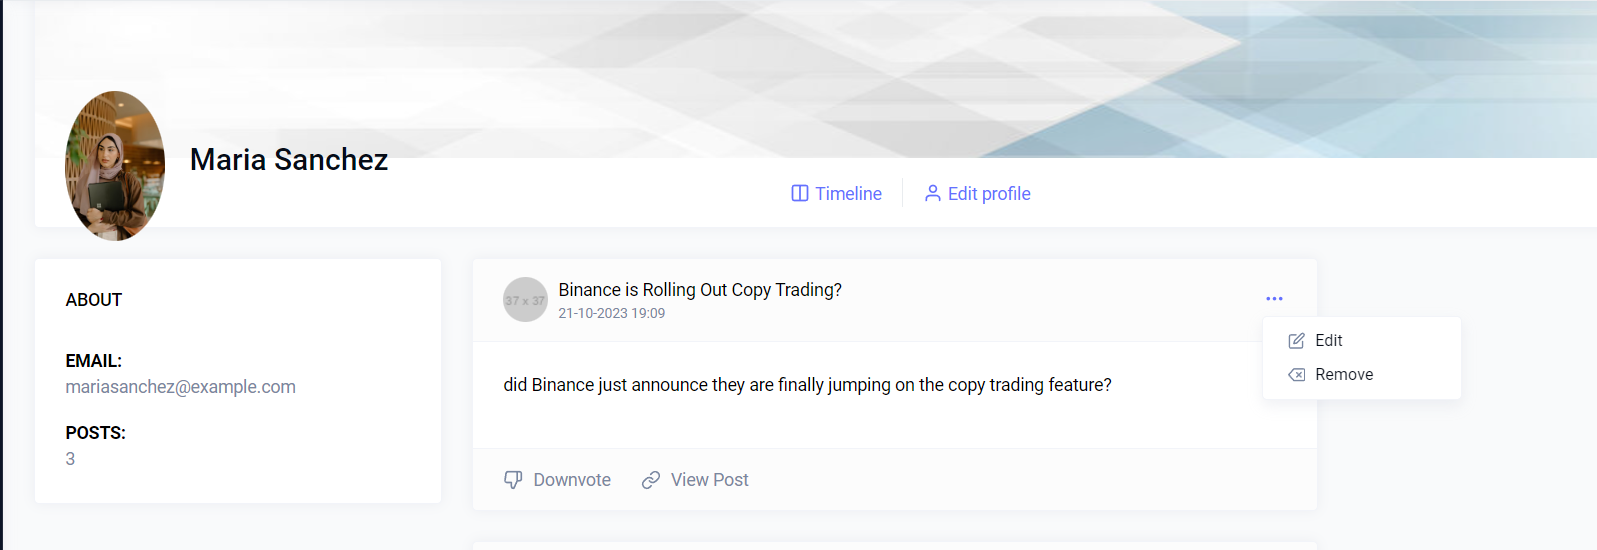 Maria Sanchez
Timeline
Edit profile
ABOUT
EMAIL:
mariasanchez@example.com
POSTS:
3
37 x 37
Binance is Rolling Out Copy Trading?
21-10-2023 19:09
Edit
Remove
did Binance just announce they are finally jumping on the copy trading feature?
Downvote
View Post